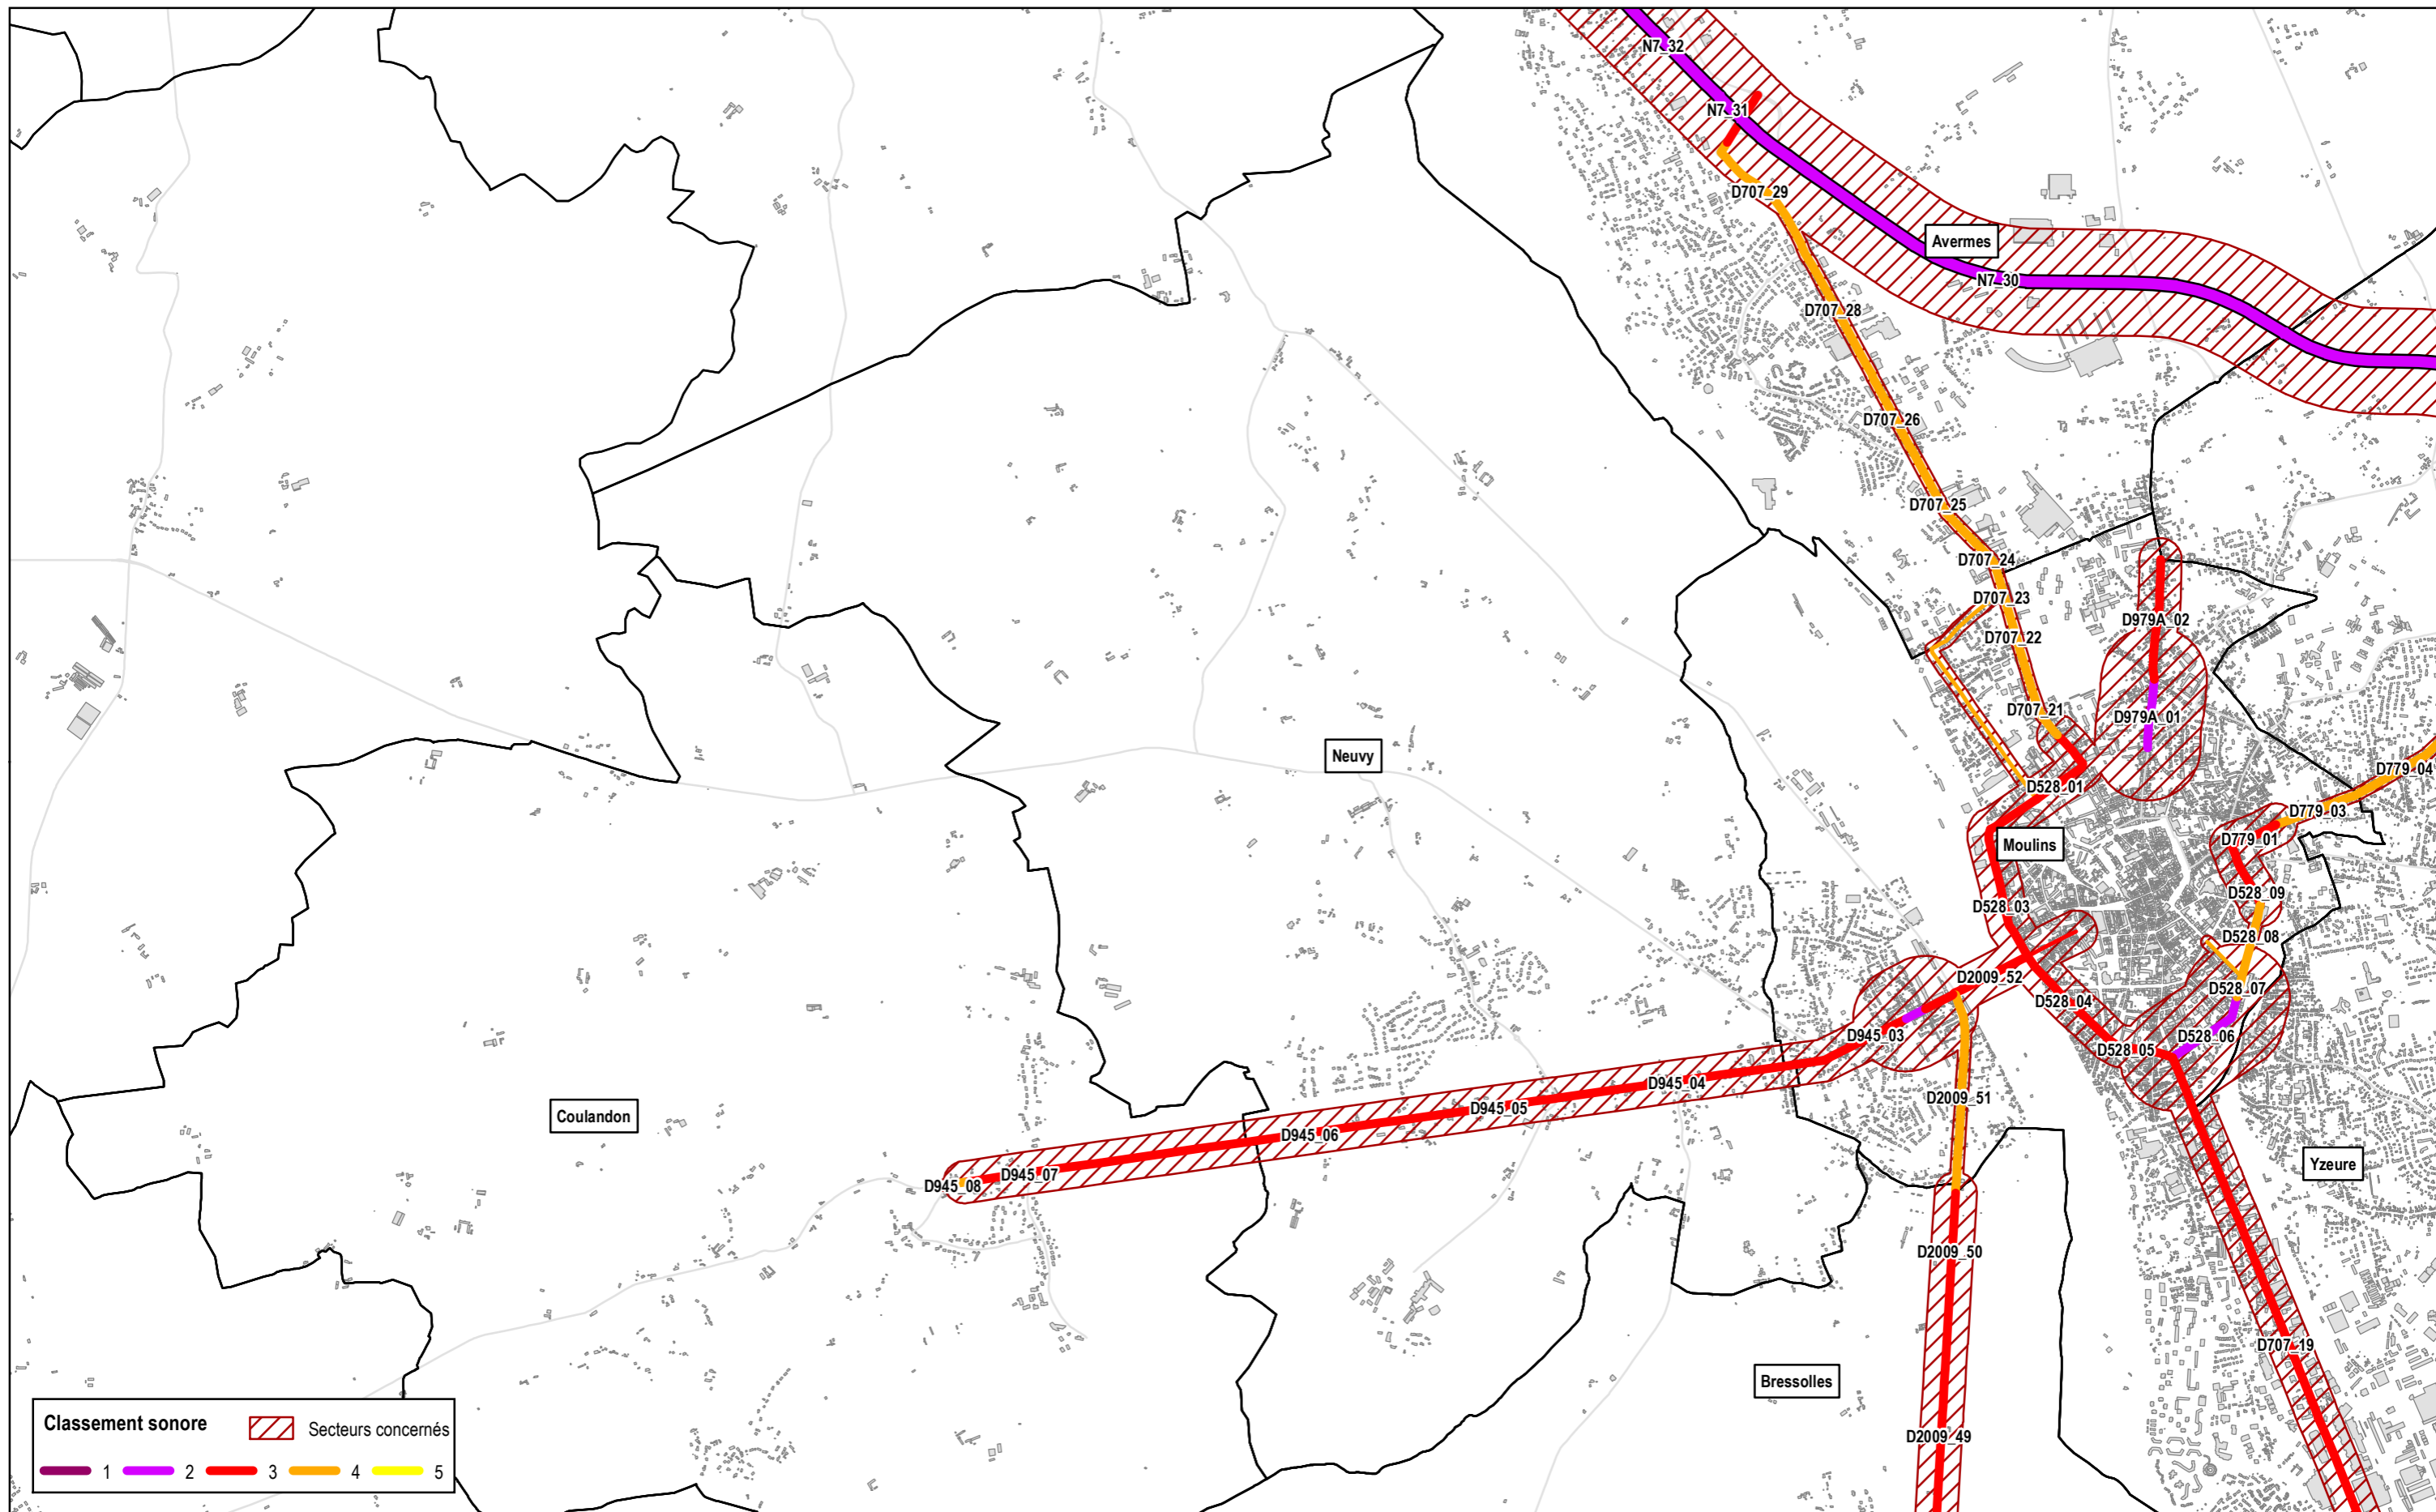 N7_32
N7_31
D707_29
Avermes
N7_30
D707_28
D707_26
D707_25
D707_24
D707_23
D979A_02
D707_22
D707_21
D979A_01
Neuvy
D779_04
D528_01
D779_03
D779_01
Moulins
D528_09
D528_03
D528_08
D2009_52
D528_07
D528_04
D945_03
D528_06
D528_05
D945_04
D2009_51
D945_05
Coulandon
D945_06
Yzeure
D945_07
D945_08
D2009_50
D707_19
Bressolles
D2009_49
Classement sonore
Secteurs concernés
1 2 3 4 5